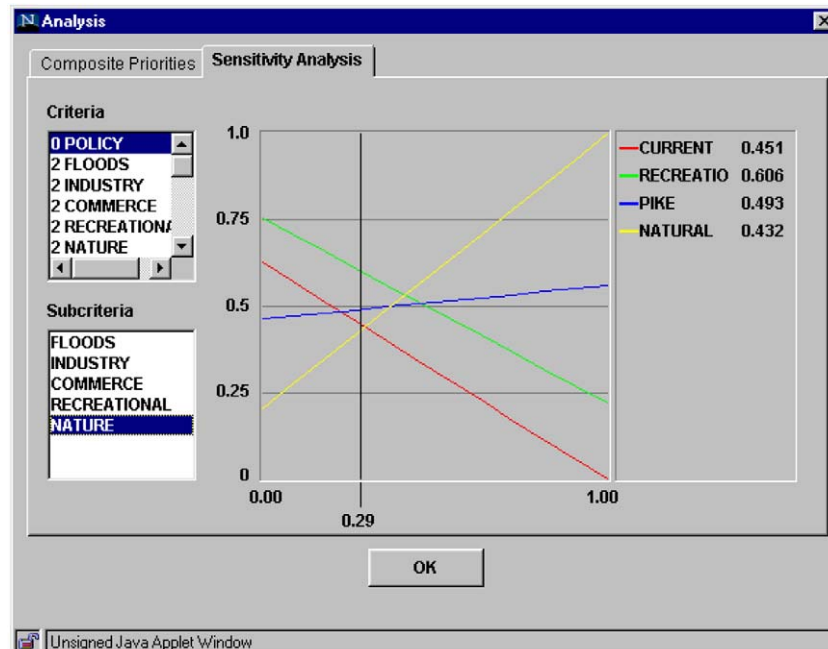 Analysis
Composite Priorities
Sensitivity Analysis
Criteria
0 POLICY
2 FLOODS
2 INDUSTRY
2 COMMERCE
2 RECREATIONA
2 NATURE
Subcriteria
FLOODS
INDUSTRY
COMMERCE
RECREATIONAL
NATURE
1.0
0.75
0.5
0.25
0
0.00
1.00
0.29
CURRENT 0.451
RECREATIO 0.606
PIKE 0.493
NATURAL 0.432
OK
Unsigned Java Applet Window